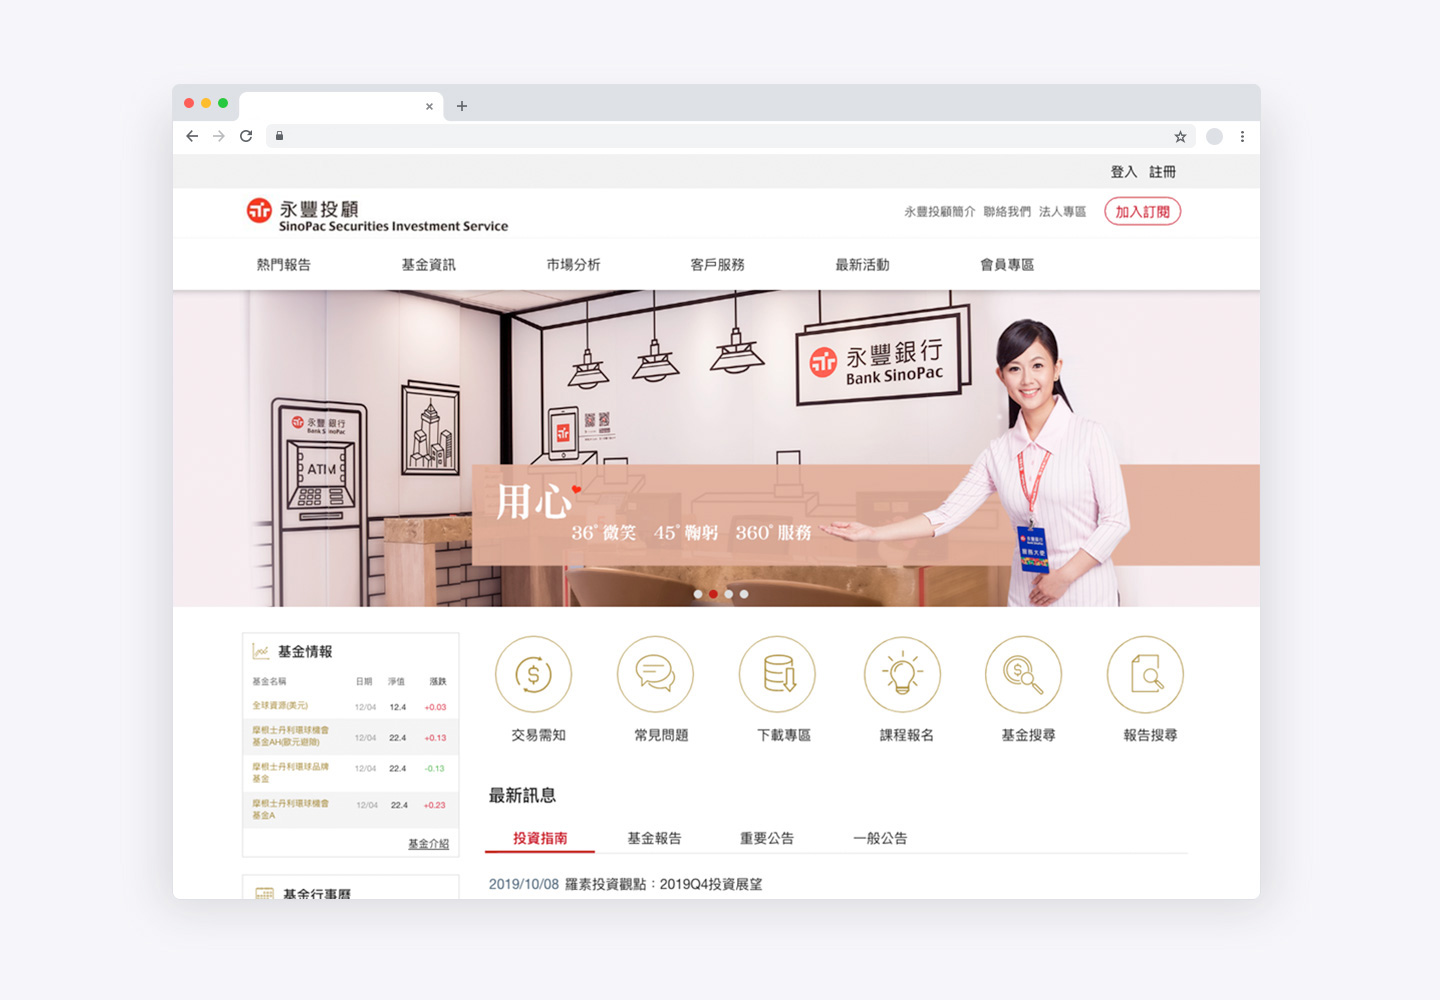 登入 註冊
永豐投顧
SinoPac Securities Investment Service
永豐投顧簡介 聯絡我們 法人專區 加入訂閱
熱門報告 基金資訊 市場分析 客戶服務 最新活動 會員專區
永豐銀行
Bank SinoPac
永豐銀行
Bank SinoPac
ATM
用心
36°微笑 45°鞠躬 360°服務
服務大使
基金情報
基金名稱 日期 淨值 漲跌
全球資源(美元) 12/04 12.4 +0.03
摩根士丹利環球機會
基金AH(歐元避險) 12/04 22.4 +0.13
摩根士丹利環球品牌
基金 12/04 22.4 -0.13
摩根士丹利環球機會
基金A 12/04 22.4 +0.23
基金介紹
基金行事曆
交易需知 常見問題 下載專區 課程報名 基金搜尋 報告搜尋
最新訊息
投資指南 基金報告 重要公告 一般公告
2019/10/08 羅素投資觀點：2019Q4投資展望